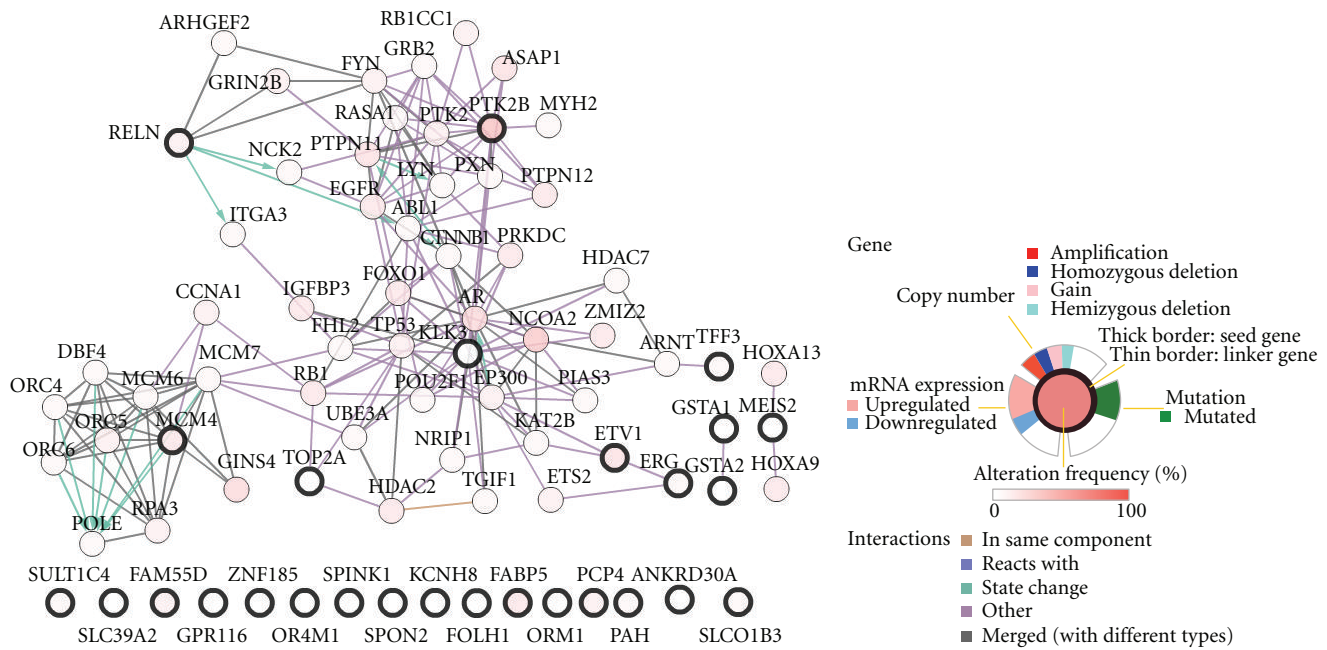 RB1CC1
ARHGEF2
GRB2
FYN
ASAP1
GRIN2B
RASA1
PTK2
PTK2B
MYH2
RELN
NCK2
PTPN11
LYN
PXN
PTPN12
EGFR
ABL1
ITGA3
CTNNB1
PRKDC
HDAC7
FOXO1
CCNA1
IGFBP3
AR
NCOA2
ZMIZ2
FHL2
TP53
KLK3
ARNT
TFF3
DBF4
MCM7
HOXA13
ORC4
MCM6
RB1
POU2F1
EP300
PIAS3
GSTA1
MEIS2
ORC5
MCM4
UBE3A
KAT2B
ORC6
NRIP1
ETV1
GSTA2
GINS4
TOP2A
ERG
HOXA9
HDAC2
TGIF1
ETS2
POLE
RPA3
SULT1C4
FAM55D
ZNF185
SPINK1
KCNH8
FABP5
PCP4
ANKRD30A
SLC39A2
GPR116
OR4M1
SPON2
FOLH1
ORM1
PAH
SLCO1B3
Gene
Amplification
Homozygous deletion
Gain
Hemizygous deletion
Copy number
Thick border: seed gene
Thin border: linker gene
mRNA expression
Upregulated
Downregulated
Mutation
Mutated
Alteration frequency (%)
0 100
Interactions
In same component
Reacts with
State change
Other
Merged (with different types)